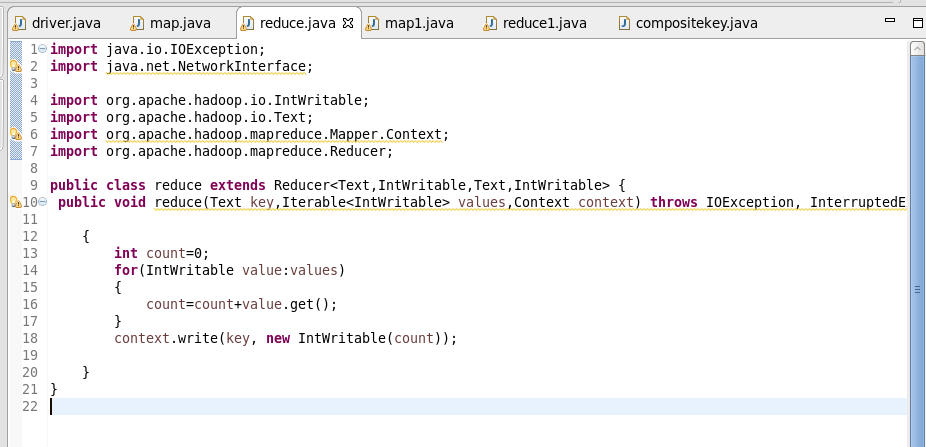 driver.java map.java reduce.java map1.java reduce1.java compositekey.java
1 import java.io.IOException;
2 import java.net.NetworkInterface;
3
4 import org.apache.hadoop.io.IntWritable;
5 import org.apache.hadoop.io.Text;
6 import org.apache.hadoop.mapreduce.Mapper.Context;
7 import org.apache.hadoop.mapreduce.Reducer;
8
9 public class reduce extends Reducer<Text,IntWritable,Text,IntWritable> {
10 public void reduce(Text key,Iterable<IntWritable> values,Context context) throws IOException, InterruptedE
11
12 {
13 int count=0;
14 for(IntWritable value:values)
15 {
16 count=count+value.get();
17 }
18 context.write(key, new IntWritable(count));
19
20 }
21 }
22